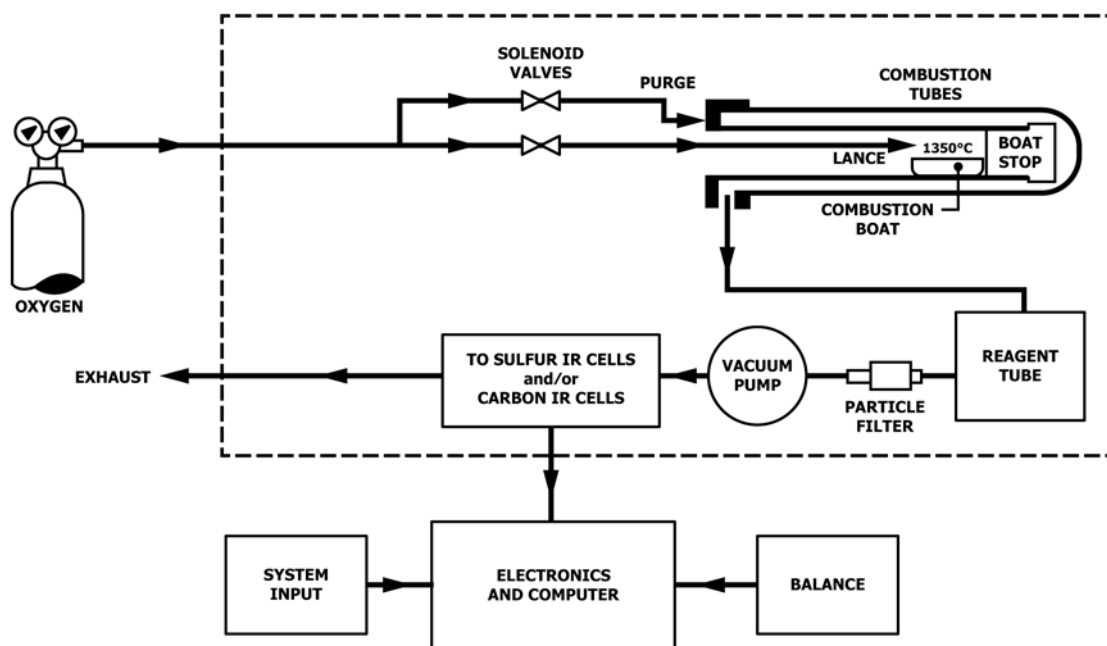 SOLENOID
VALVES
PURGE
COMBUSTION
TUBES
LANCE
1350°C
BOAT
STOP
COMBUSTION
BOAT
OXYGEN
EXHAUST
TO SULFUR IR CELLS
and/or
CARBON IR CELLS
VACUUM
PUMP
PARTICLE
FILTER
REAGENT
TUBE
SYSTEM
INPUT
ELECTRONICS
AND COMPUTER
BALANCE